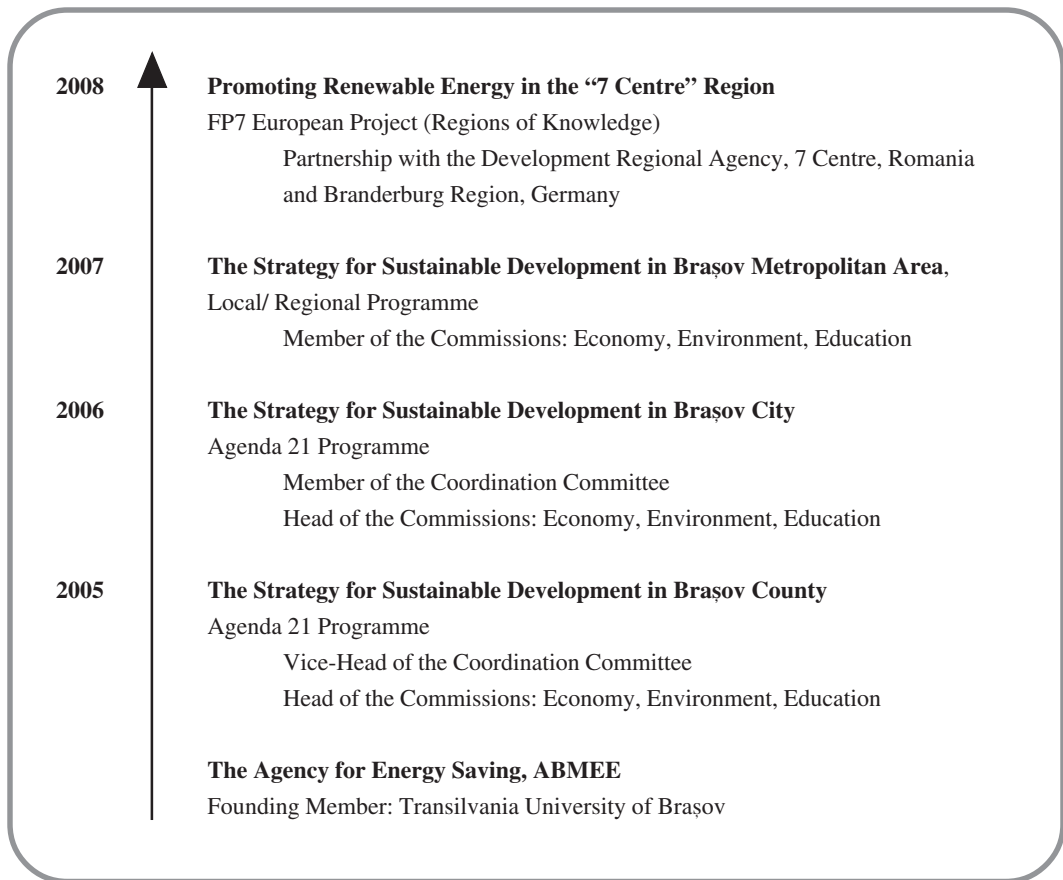 2008 Promoting Renewable Energy in the “7 Centre” Region
FP7 European Project (Regions of Knowledge)
Partnership with the Development Regional Agency, 7 Centre, Romania
and Branderburg Region, Germany
2007 The Strategy for Sustainable Development in Brașov Metropolitan Area,
Local/ Regional Programme
Member of the Commissions: Economy, Environment, Education
2006 The Strategy for Sustainable Development in Brașov City
Agenda 21 Programme
Member of the Coordination Committee
Head of the Commissions: Economy, Environment, Education
2005 The Strategy for Sustainable Development in Brașov County
Agenda 21 Programme
Vice-Head of the Coordination Committee
Head of the Commissions: Economy, Environment, Education
The Agency for Energy Saving, ABMEE
Founding Member: Transilvania University of Brașov